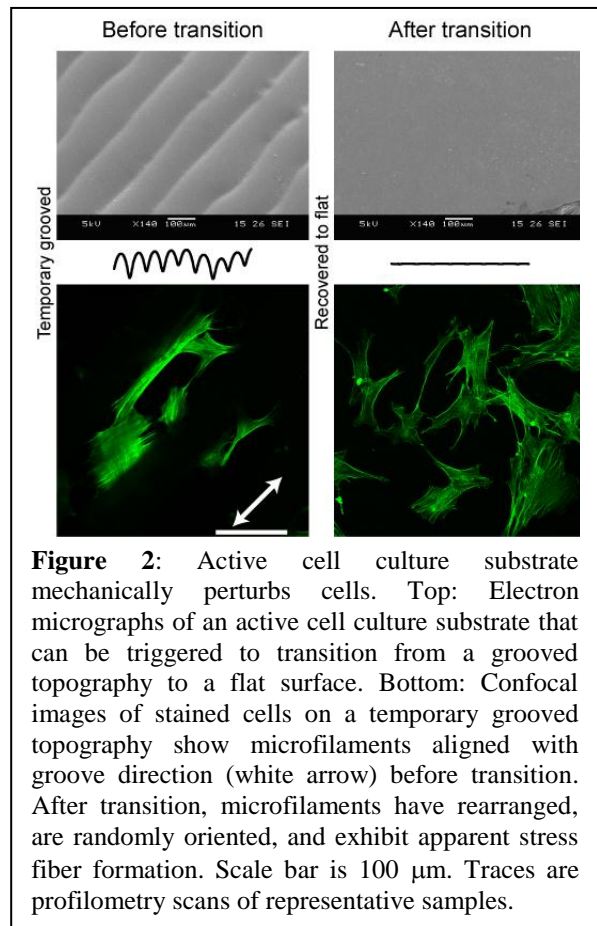 Before transition
After transition
Temporary grooved
5kV X140 100µm 15 26 SEI
Recovered to flat
5kV X140 100µm 15 26 SEI
Figure 2: Active cell culture substrate
mechanically perturbs cells. Top: Electron
micrographs of an active cell culture substrate that
can be triggered to transition from a grooved
topography to a flat surface. Bottom: Confocal
images of stained cells on a temporary grooved
topography show microfilaments aligned with
groove direction (white arrow) before transition.
After transition, microfilaments have rearranged,
are randomly oriented, and exhibit apparent stress
fiber formation. Scale bar is 100 μm. Traces are
profilometry scans of representative samples.